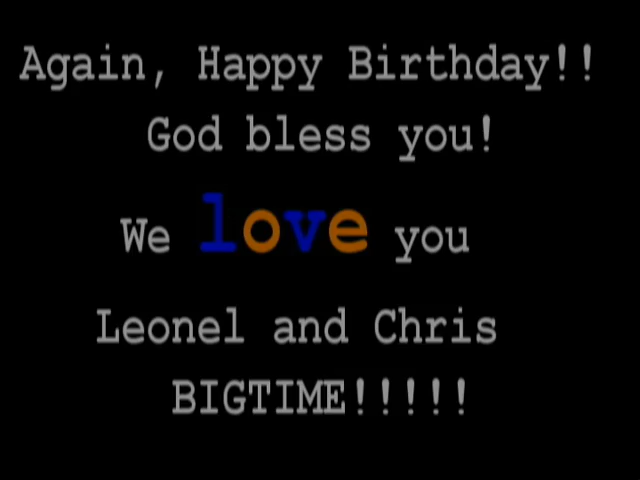 Again, Happy Birthday!!
God bless you!
We love you
Leonel and Chris
BIGTIME!!!!!